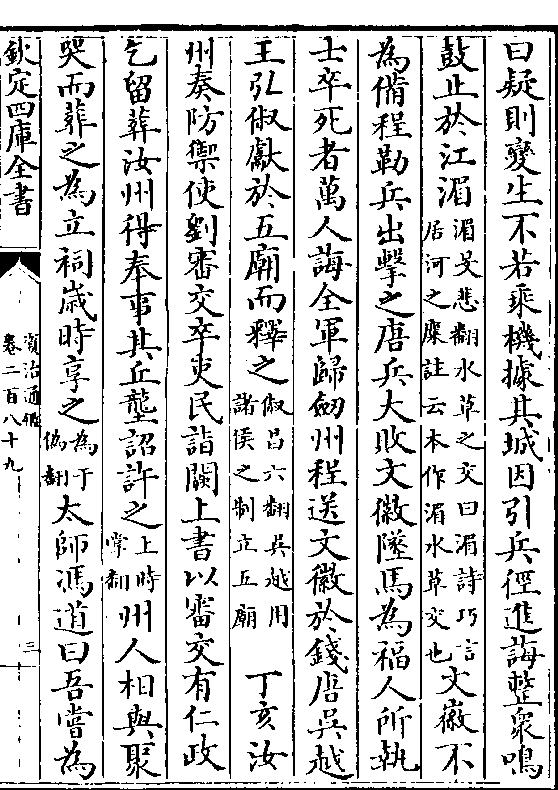 曰疑則變生不若乘機據其城因引兵徑進誨整衆鳴
鼓止於江湄湄旻悲翻水草之交曰湄詩巧言居河之麋註云本作湄水草交也文徽不
為備程勒兵出擊之唐兵大敗文徽墜馬為福人所執
士卒死者萬人誨全軍歸劒州程送文徽於錢唐吳越
王弘俶獻於五廟而釋之俶昌六翻吳越用諸侯之制立五廟 丁亥汝
州奏防禦使劉審交卒吏民詣闕上書以審交有仁政
乞留葬汝州得奉事其丘壟詔許之上時掌翻州人相與聚
哭而葬之為立祠歲時享之為于偽翻太師馮道曰吾嘗為
欽定四庫全書
資治通鑑
卷二百八十九
三